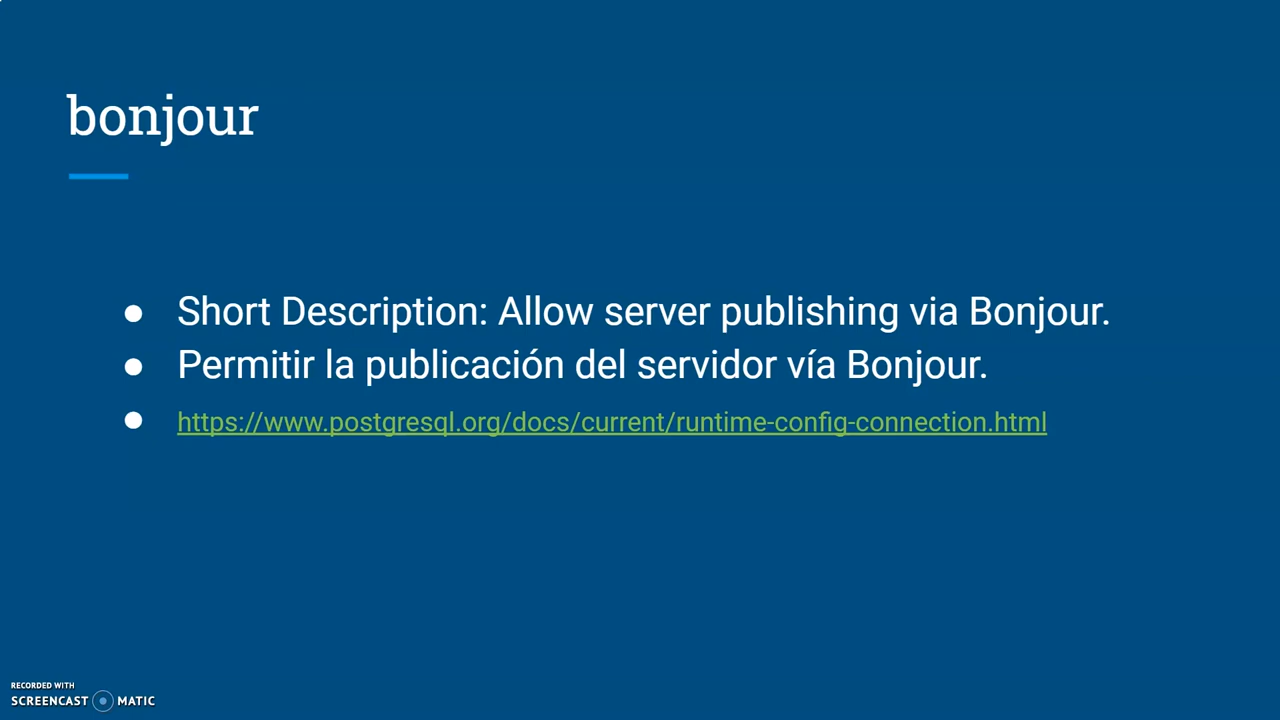 bonjour
Short Description: Allow server publishing via Bonjour.
Permitir la publicación del servidor vía Bonjour.
https://www.postgresql.org/docs/current/runtime-config-connection.html
RECORDED WITH
SCREENCAST MATIC